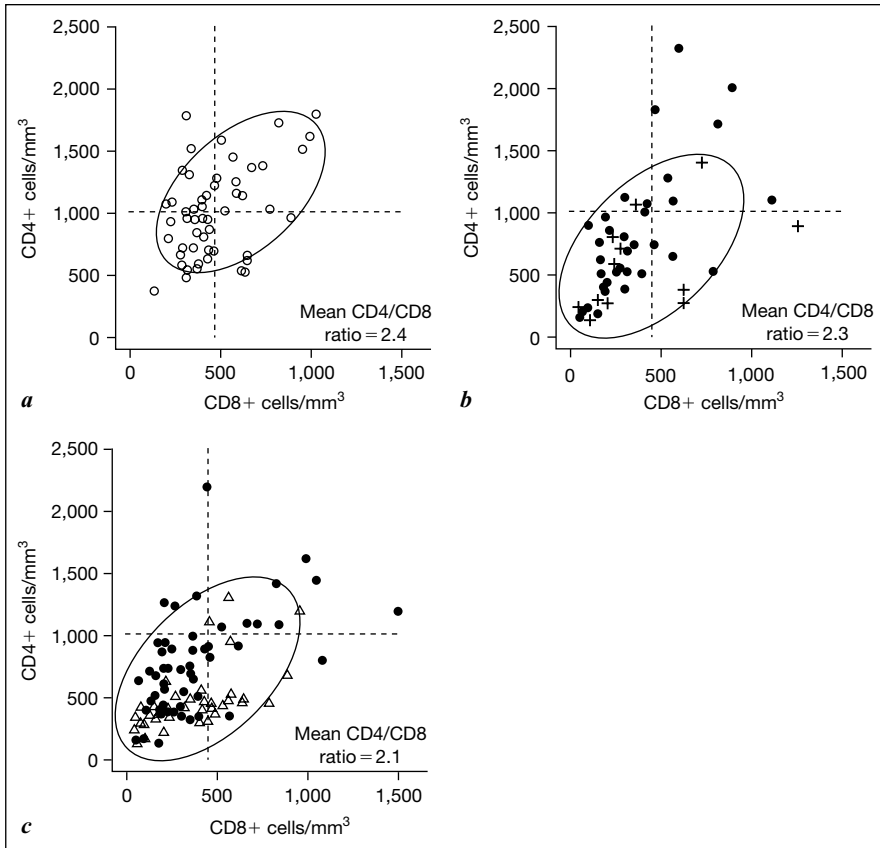 2,500
2,000
1,500
1,000
500
0
CD4+ cells/mm³
Mean CD4/CD8
ratio = 2.4
0 500 1,000 1,500
CD8+ cells/mm³
a
2,500
2,000
1,500
1,000
500
0
CD4+ cells/mm³
Mean CD4/CD8
ratio = 2.3
0 500 1,000 1,500
CD8+ cells/mm³
b
2,500
2,000
1,500
1,000
500
0
CD4+ cells/mm³
Mean CD4/CD8
ratio = 2.1
0 500 1,000 1,500
CD8+ cells/mm³
c